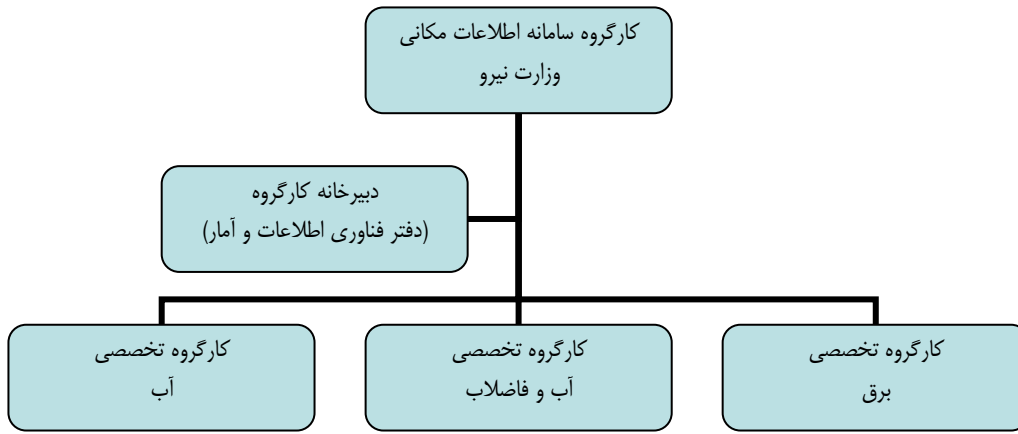 کارگروه سامانه اطلاعات مکانی
وزارت نیرو
دبیرخانه کارگروه
(دفتر فناوری اطلاعات و آمار)
کارگروه تخصصی
برق
کارگروه تخصصی
آب و فاضلاب
کارگروه تخصصی
آب